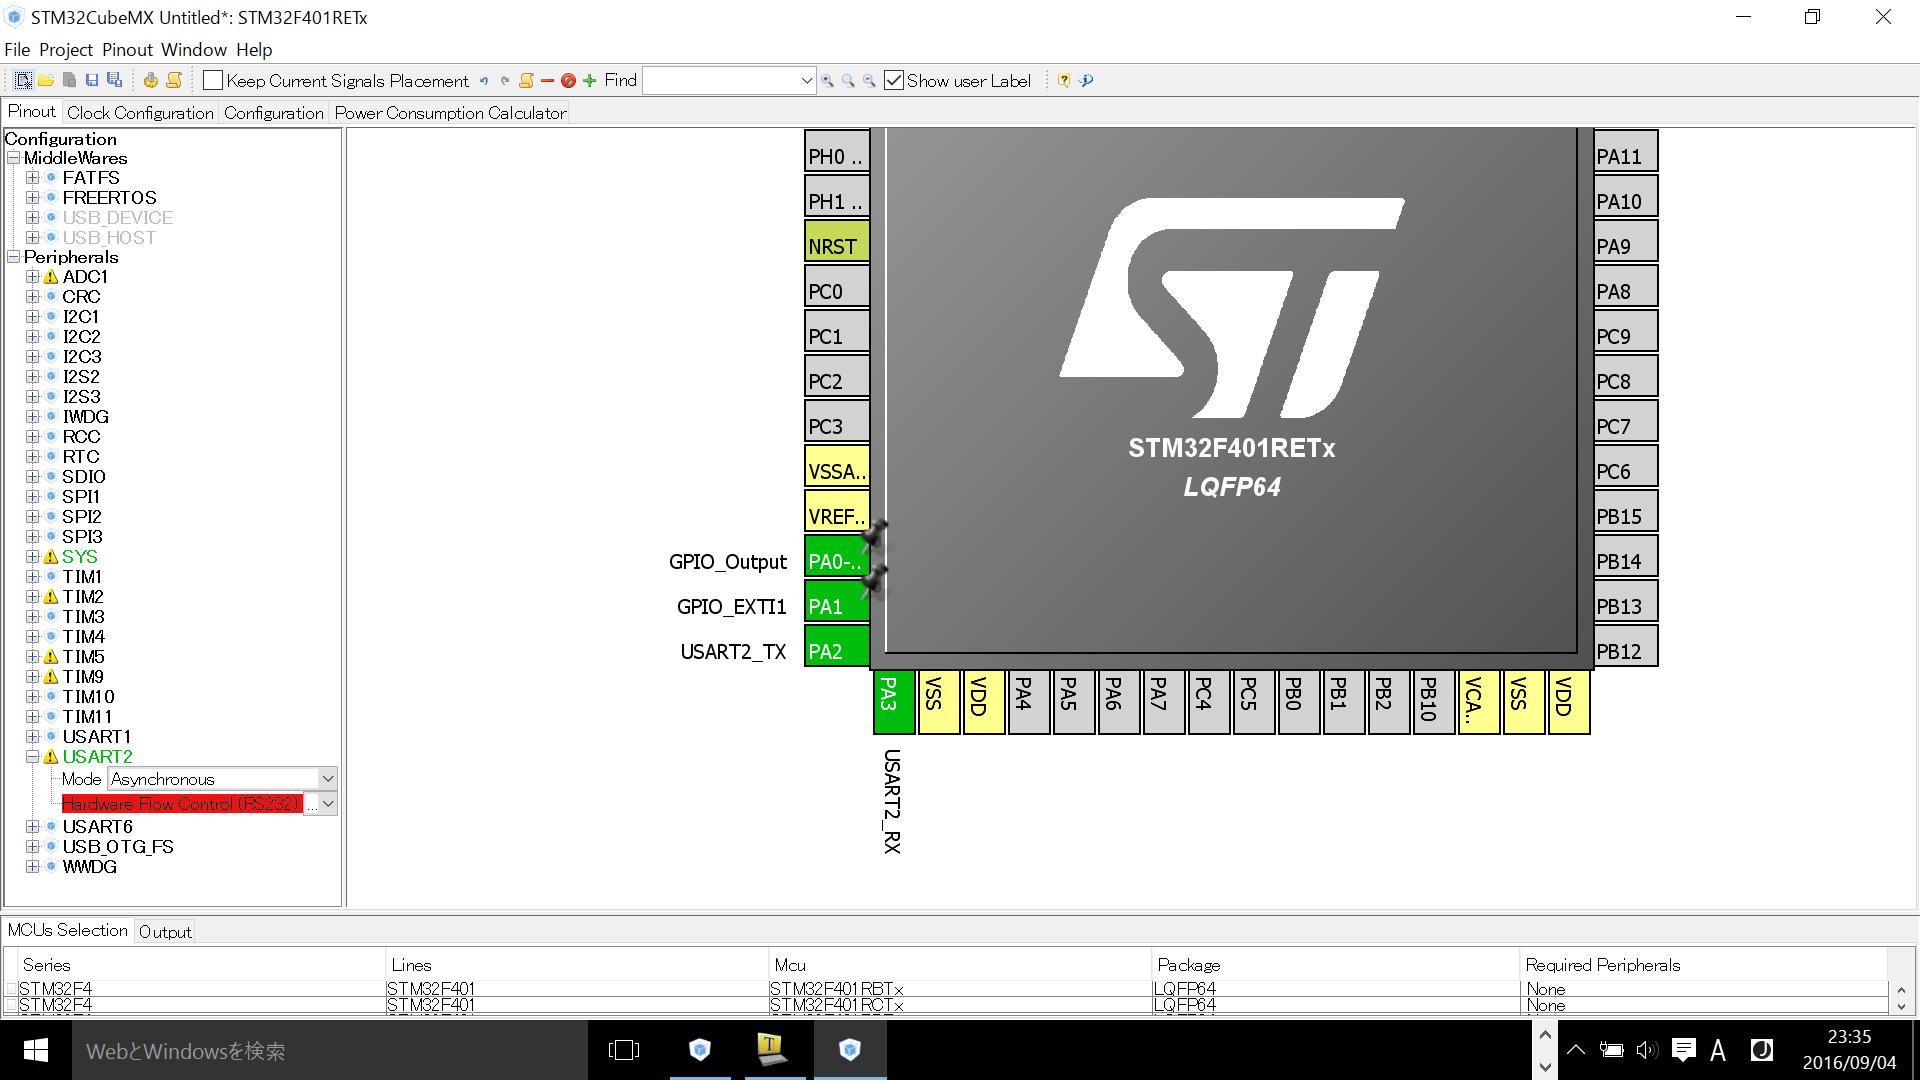 STM32CubeMX Untitled*: STM32F401RETx
File Project Pinout Window Help
Keep Current Signals Placement
Find
Show user Label
Pinout Clock Configuration Configuration Power Consumption Calculator
Configuration
MiddleWares
FATFS
FREERTOS
USB_DEVICE
USB_HOST
Peripherals
ADC1
CRC
I2C1
I2C2
I2C3
I2S2
I2S3
IWDG
RCC
RTC
SDIO
SPI1
SPI2
SPI3
SYS
TIM1
TIM2
TIM3
TIM4
TIM5
TIM9
TIM10
TIM11
USART1
USART2
Mode Asynchronous
Hardware Flow Control (RS232) ...
USART6
USB_OTG_FS
WWDG
PH0 ..
PH1 ..
NRST
PC0
PC1
PC2
PC3
VSSA..
VREF..
GPIO_Output PA0-..
GPIO_EXTI1 PA1
USART2_TX PA2
STM32F401RETx
LQFP64
PA11
PA10
PA9
PA8
PC9
PC8
PC7
PC6
PB15
PB14
PB13
PB12
PA3 VSS VDD PA4 PA5 PA6 PA7 PC4 PC5 PB0 PB1 PB2 PB10 VCA.. VSS VDD
USART2_RX
MCUs Selection Output
Series Lines Mcu Package Required Peripherals
STM32F4 STM32F401 STM32F401RBTx LQFP64 None
STM32F4 STM32F401 STM32F401RCTx LQFP64 None
WebとWindowsを検索
A
23:35
2016/09/04